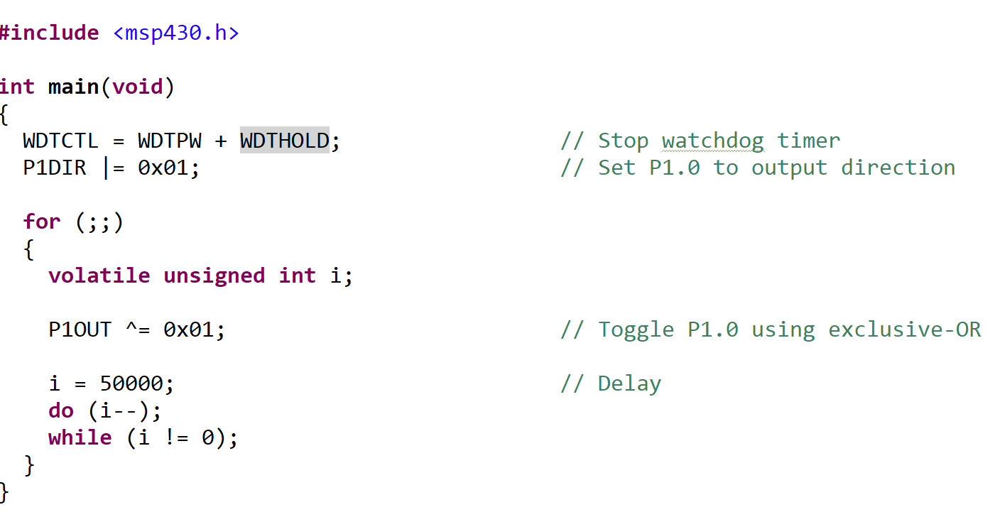 #include <msp430.h>
int main(void)
{
WDTCTL = WDTPW + WDTHOLD; // Stop watchdog timer
P1DIR |= 0x01; // Set P1.0 to output direction
for (;;)
{
volatile unsigned int i;
P1OUT ^= 0x01; // Toggle P1.0 using exclusive-OR
i = 50000; // Delay
do (i--);
while (i != 0);
}
}